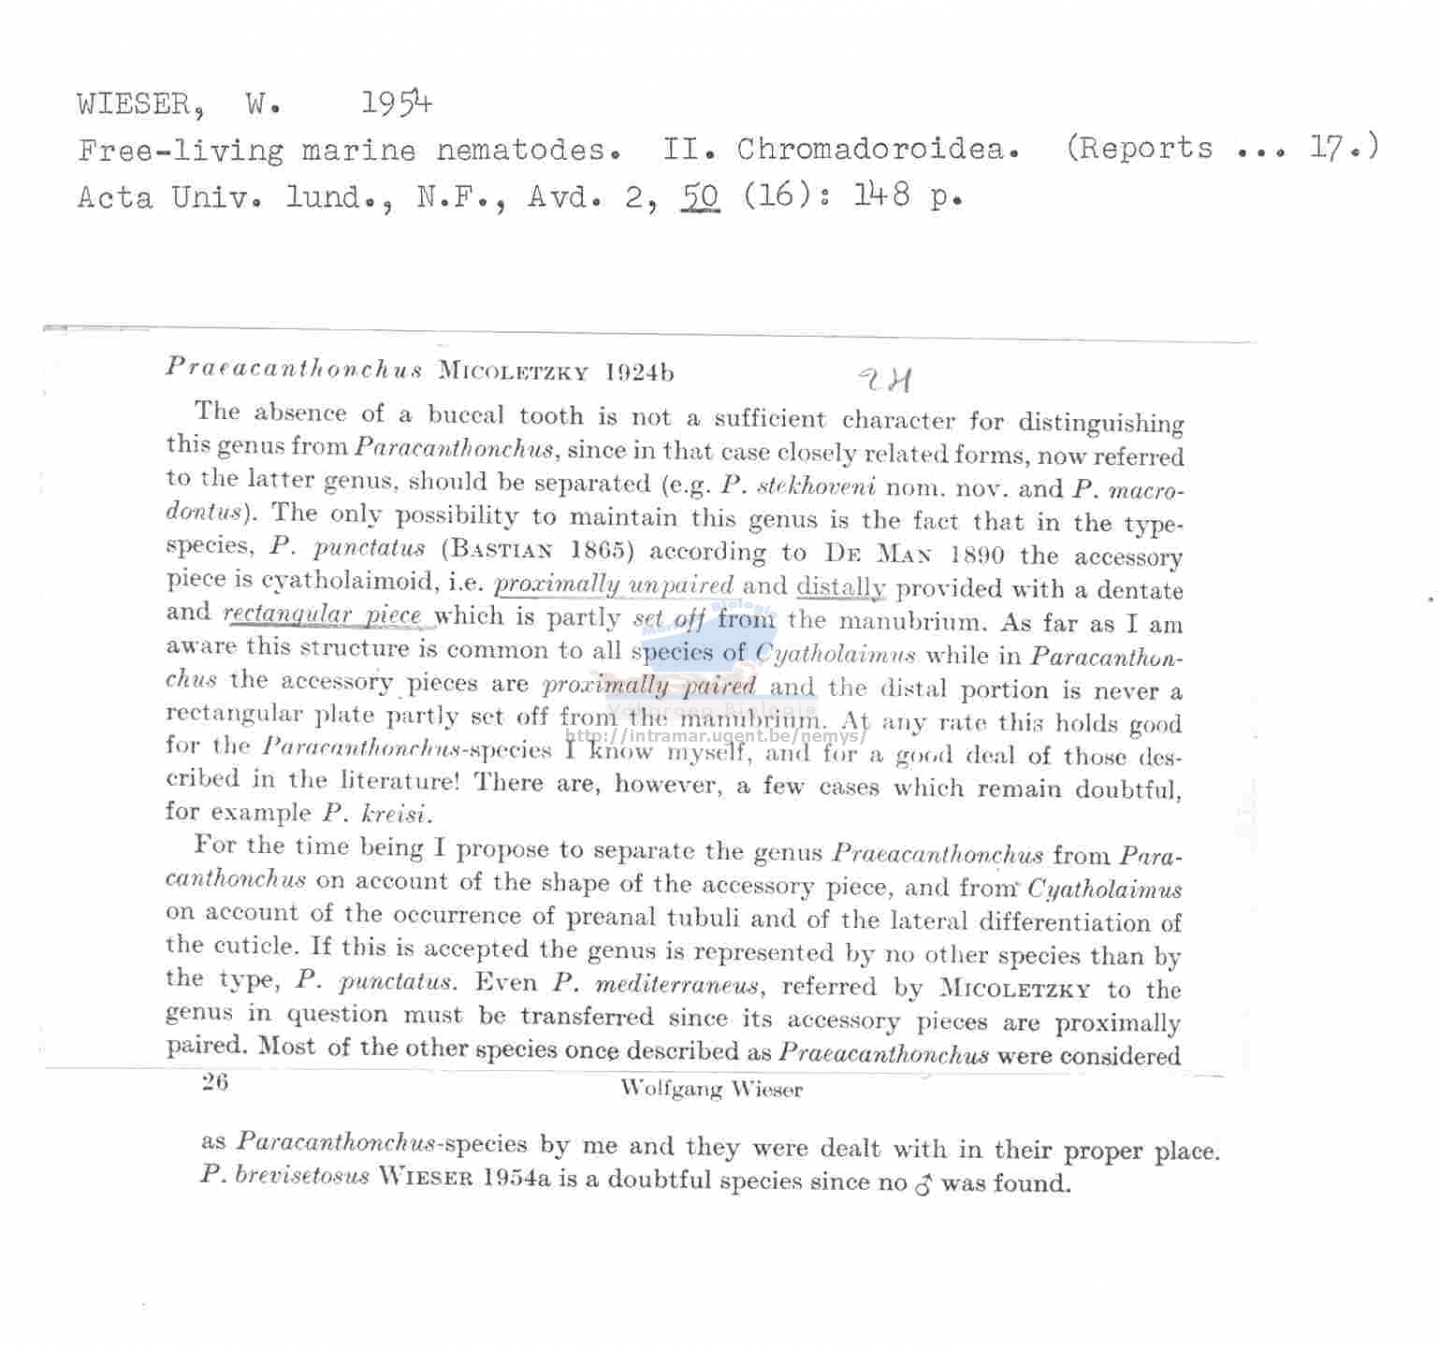 WIESER, W. 1954
Free-living marine nematodes. II. Chromadoroidea. (Reports ... 17.)
Acta Univ. lund., N.F., Avd. 2, 50 (16): 148 p.
Praeacanthonchus MICOLETZKY 1924b
The absence of a buccal tooth is not a sufficient character for distinguishing
this genus from Paracanthonchus, since in that case closely related forms, now referred
to the latter genus, should be separated (e.g. P. stekhoveni nom. nov. and P. macro-
dontus). The only possibility to maintain this genus is the fact that in the type-
species, P. punctatus (BASTIAN 1865) according to DE MAN 1890 the accessory
piece is cyatholaimoid, i.e. proximally unpaired and distally provided with a dentate
and rectangular piece which is partly set off from the manubrium. As far as I am
aware this structure is common to all species of Cyatholaimus while in Paracanthon-
chus the accessory pieces are proximally paired and the distal portion is never a
rectangular plate partly set off from the manubrium. At any rate this holds good
for the Paracanthonchus-species I know myself, and for a good deal of those des-
cribed in the literature! There are, however, a few cases which remain doubtful,
for example P. kreisi.
For the time being I propose to separate the genus Praeacanthonchus from Para-
canthonchus on account of the shape of the accessory piece, and from Cyatholaimus
on account of the occurrence of preanal tubuli and of the lateral differentiation of
the cuticle. If this is accepted the genus is represented by no other species than by
the type, P. punctatus. Even P. mediterraneus, referred by MICOLETZKY to the
genus in question must be transferred since its accessory pieces are proximally
paired. Most of the other species once described as Praeacanthonchus were considered
26 Wolfgang Wieser
as Paracanthonchus-species by me and they were dealt with in their proper place.
P. brevisetosus WIESER 1954a is a doubtful species since no ♂ was found.
Biologie
Vakgroep Biologie
http://intramar.ugent.be/nemys/